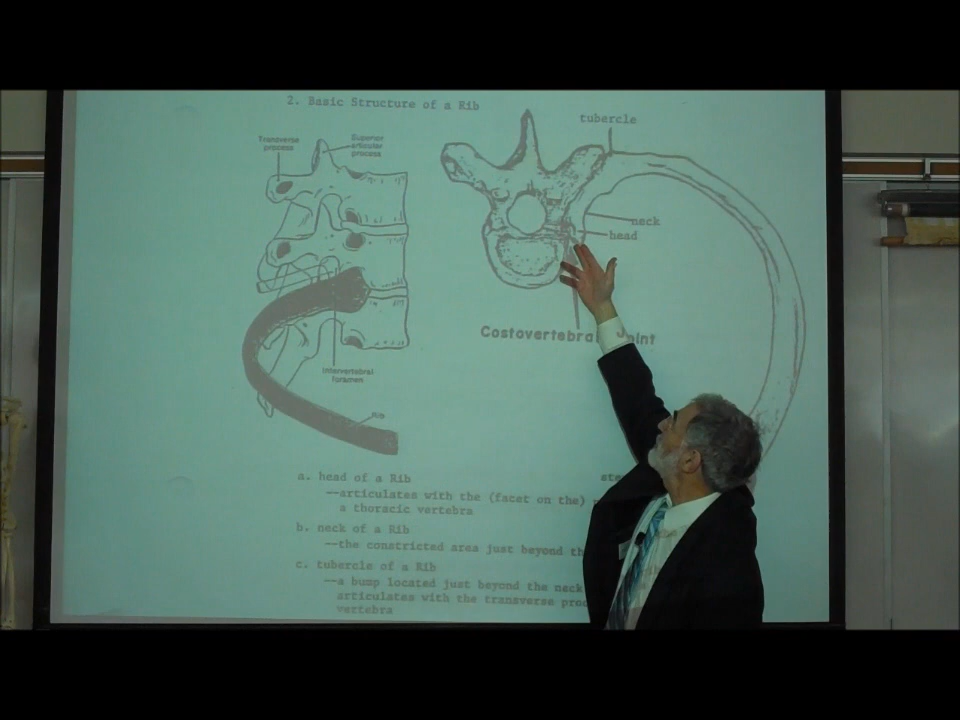 2. Basic Structure of a Rib
Transverse
process
Superior
articular
process
tubercle
neck
head
Costovertebral Joint
Intervertebral
foramen
Rib
a. head of a Rib
--articulates with the (facet on the)
a thoracic vertebra
b. neck of a Rib
--the constricted area just beyond
c. tubercle of a Rib
--a bump located just beyond the neck
articulates with the transverse
vertebra